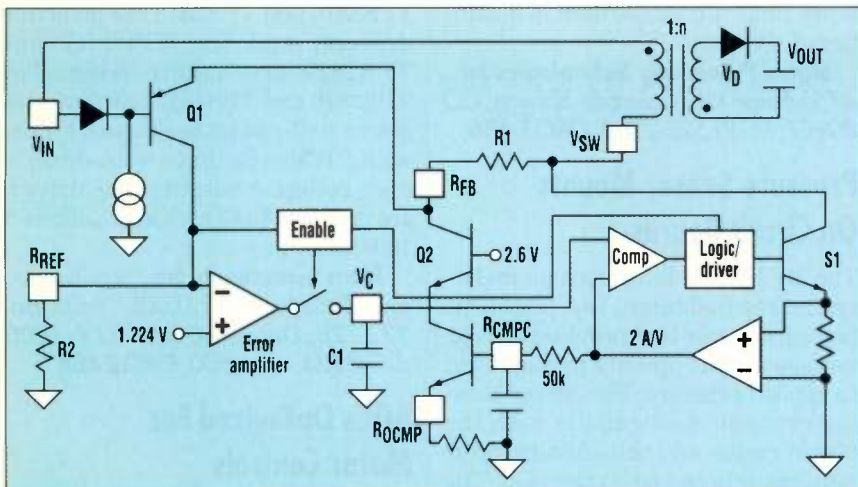 1:n
V_OUT
V_D
Q1
V_IN
R1
V_SW
R_FB
Enable
Q2
2.6 V
Comp
Logic/
driver
S1
R_REF
V_C
R_CMPC
1.224 V
Error
amplifier
C1
50k
2 A/V
R2
R_OCMP